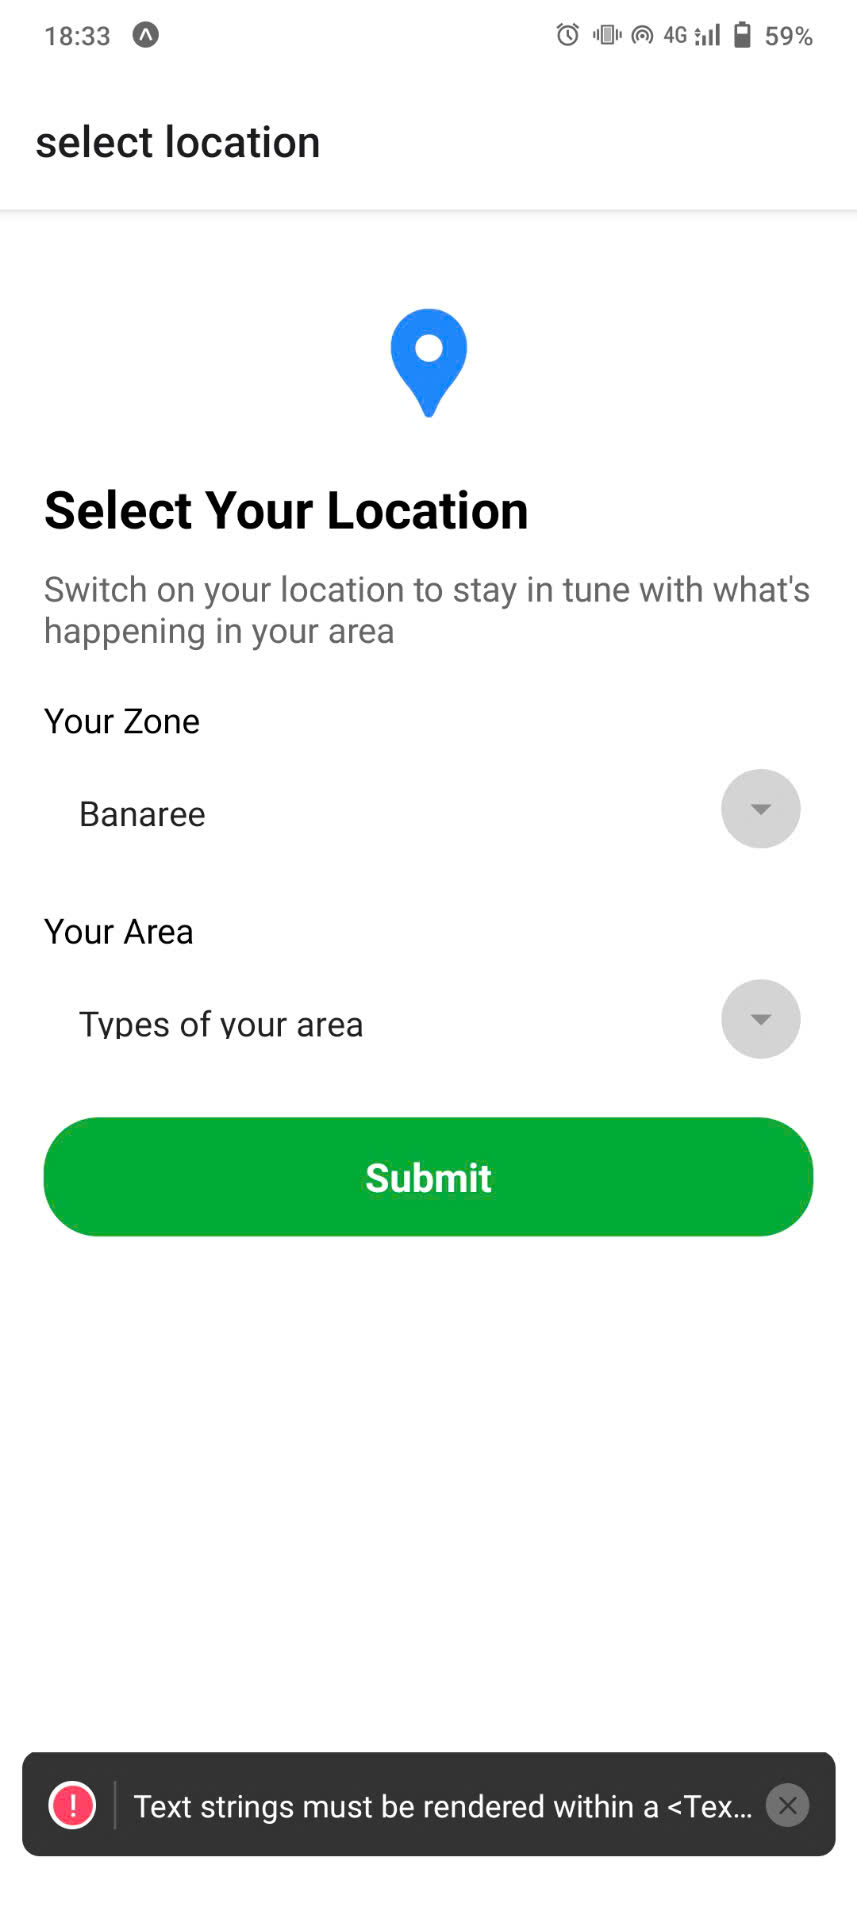 18:33
4G
59%
select location
Select Your Location
Switch on your location to stay in tune with what's
happening in your area
Your Zone
Banaree
Your Area
Types of your area
Submit
! Text strings must be rendered within a <Tex...